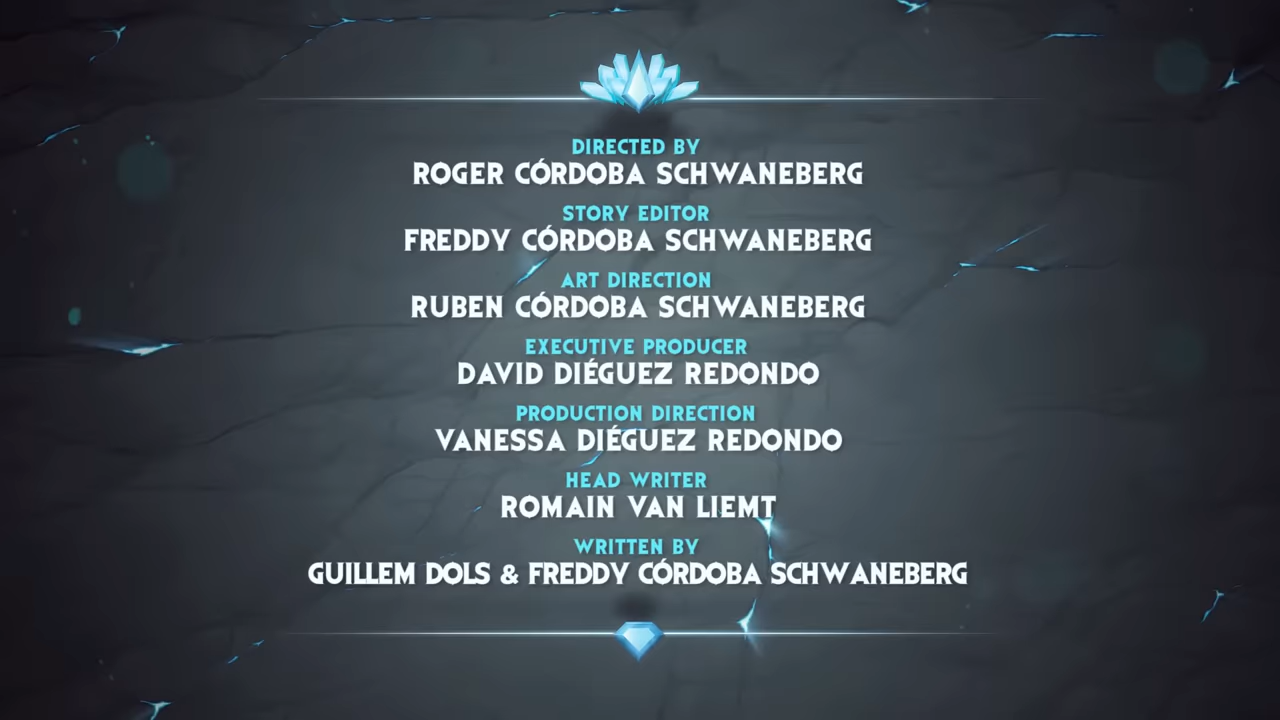 DIRECTED BY
ROGER CÓRDOBA SCHWANEBERG
STORY EDITOR
FREDDY CÓRDOBA SCHWANEBERG
ART DIRECTION
RUBEN CÓRDOBA SCHWANEBERG
EXECUTIVE PRODUCER
DAVID DIÉGUEZ REDONDO
PRODUCTION DIRECTION
VANESSA DIÉGUEZ REDONDO
HEAD WRITER
ROMAIN VAN LIEMT
WRITTEN BY
GUILLEM DOLS & FREDDY CÓRDOBA SCHWANEBERG